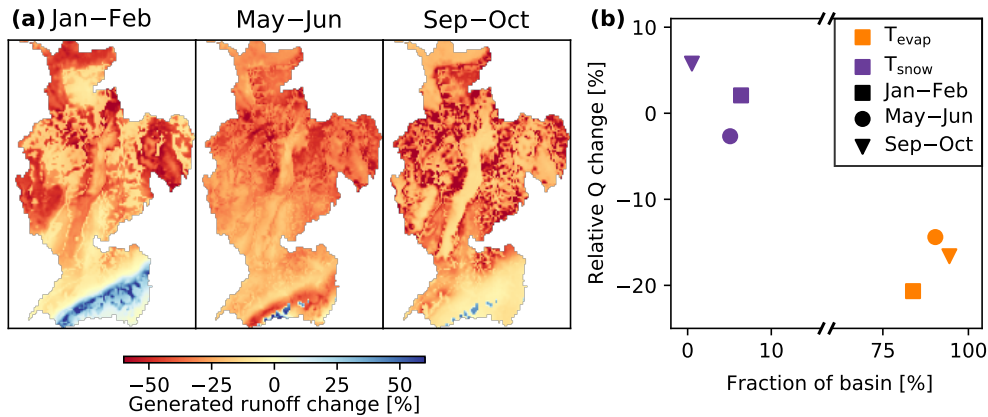 (a) Jan−Feb May−Jun Sep−Oct
−50 −25 0 25 50
Generated runoff change [%]
(b)
10
0
−10
−20
Relative Q change [%]
T_evap
T_snow
Jan−Feb
May−Jun
Sep−Oct
0 10 75 100
Fraction of basin [%]